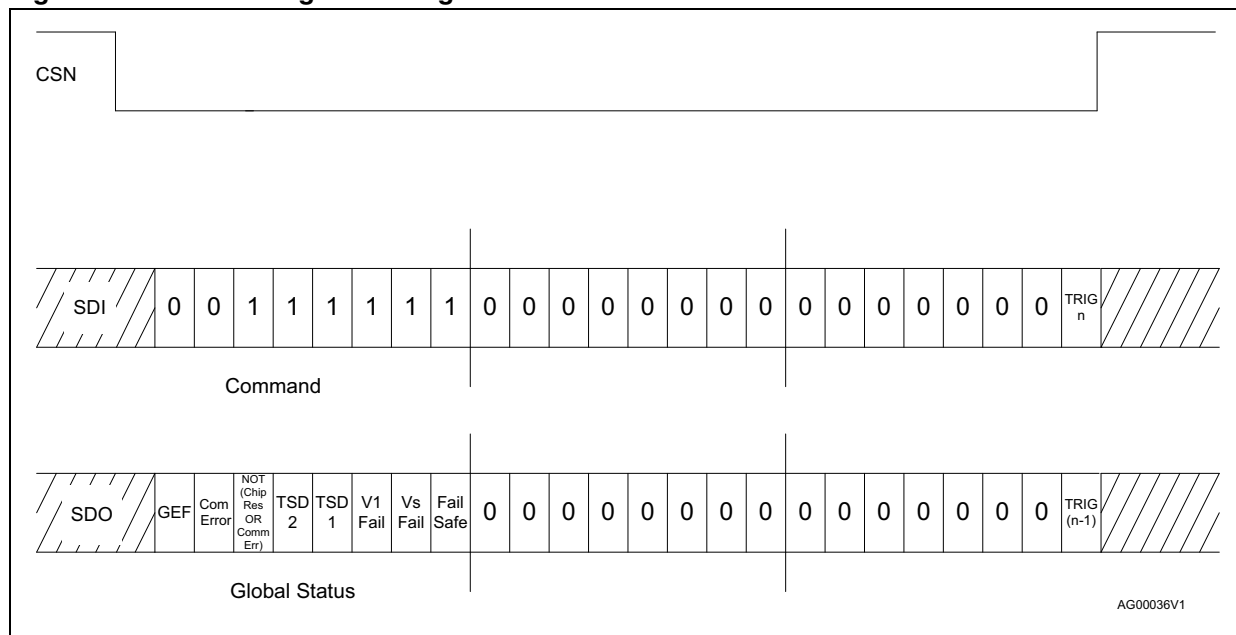 CSN
SDI 0 0 1 1 1 1 1 1 0 0 0 0 0 0 0 0 0 0 0 0 0 0 0 TRIG n
Command
SDO GEF Com Error NOT (Chip Res OR Comm Err) TSD 2 TSD 1 V1 Fail Vs Fail Fail Safe 0 0 0 0 0 0 0 0 0 0 0 0 0 0 0 TRIG (n-1)
Global Status
AG00036V1